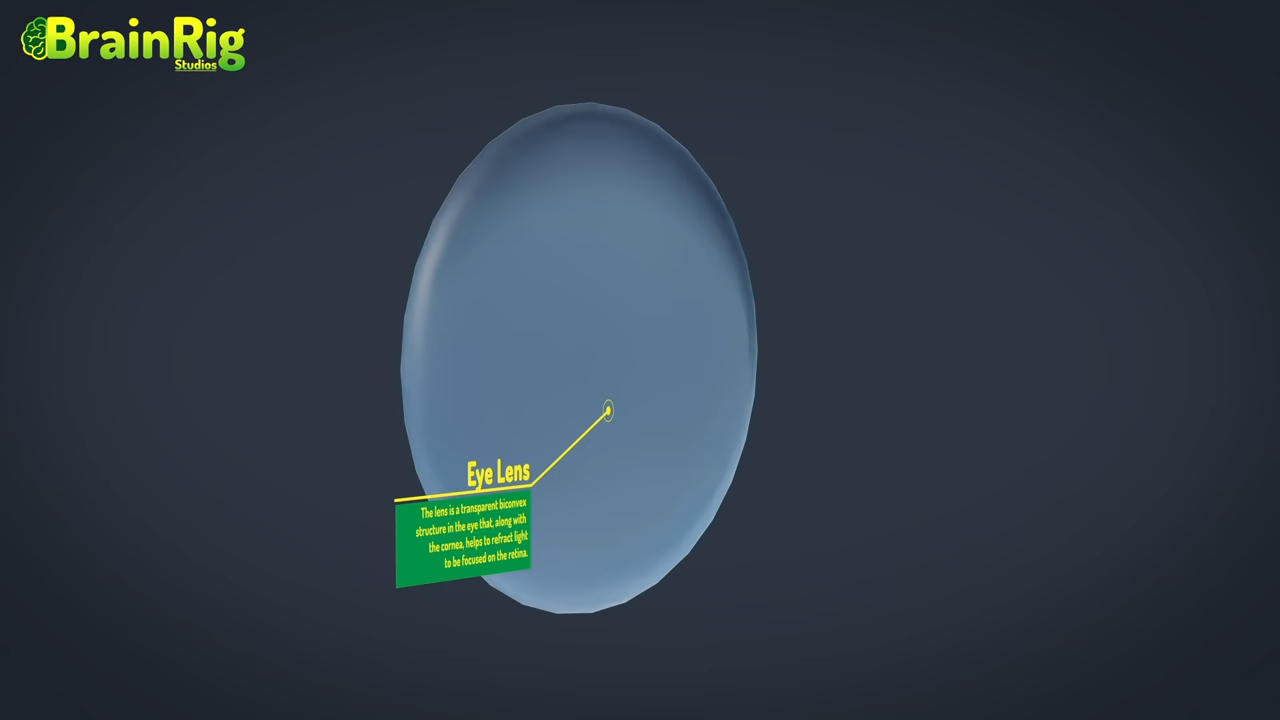 BrainRig
Studios
Eye Lens
The lens is a transparent biconvex
structure in the eye that, along with
the cornea, helps to refract light
to be focused on the retina.